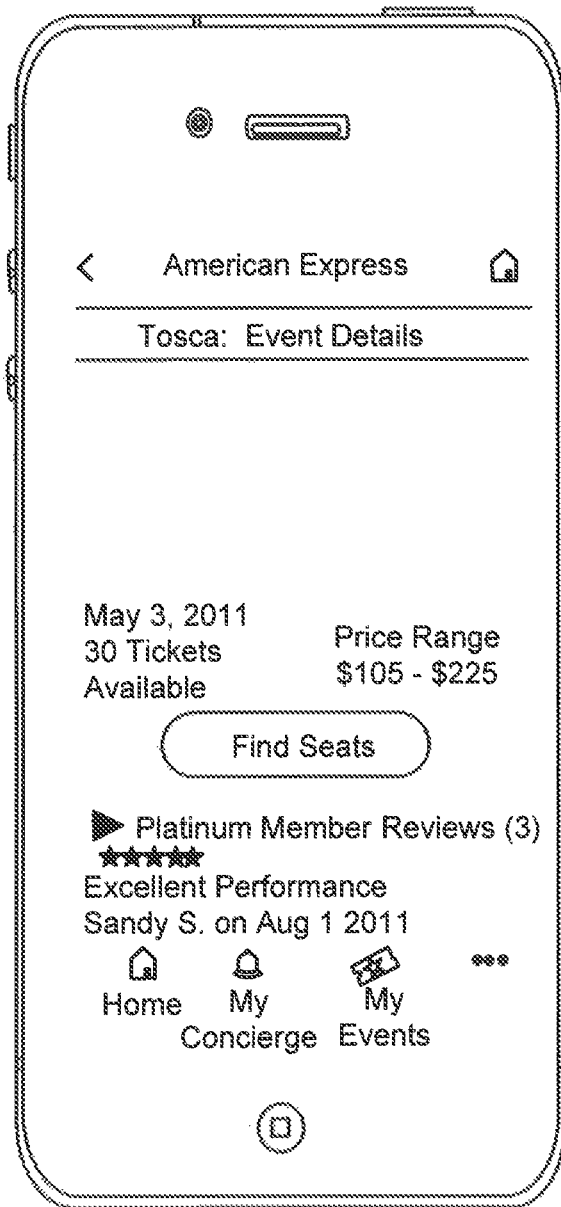 American Express
Tosca: Event Details
May 3, 2011
30 Tickets
Available
Price Range
$105 - $225
Find Seats
Platinum Member Reviews (3)
Excellent Performance
Sandy S. on Aug 1 2011
Home
My
Concierge
My
Events